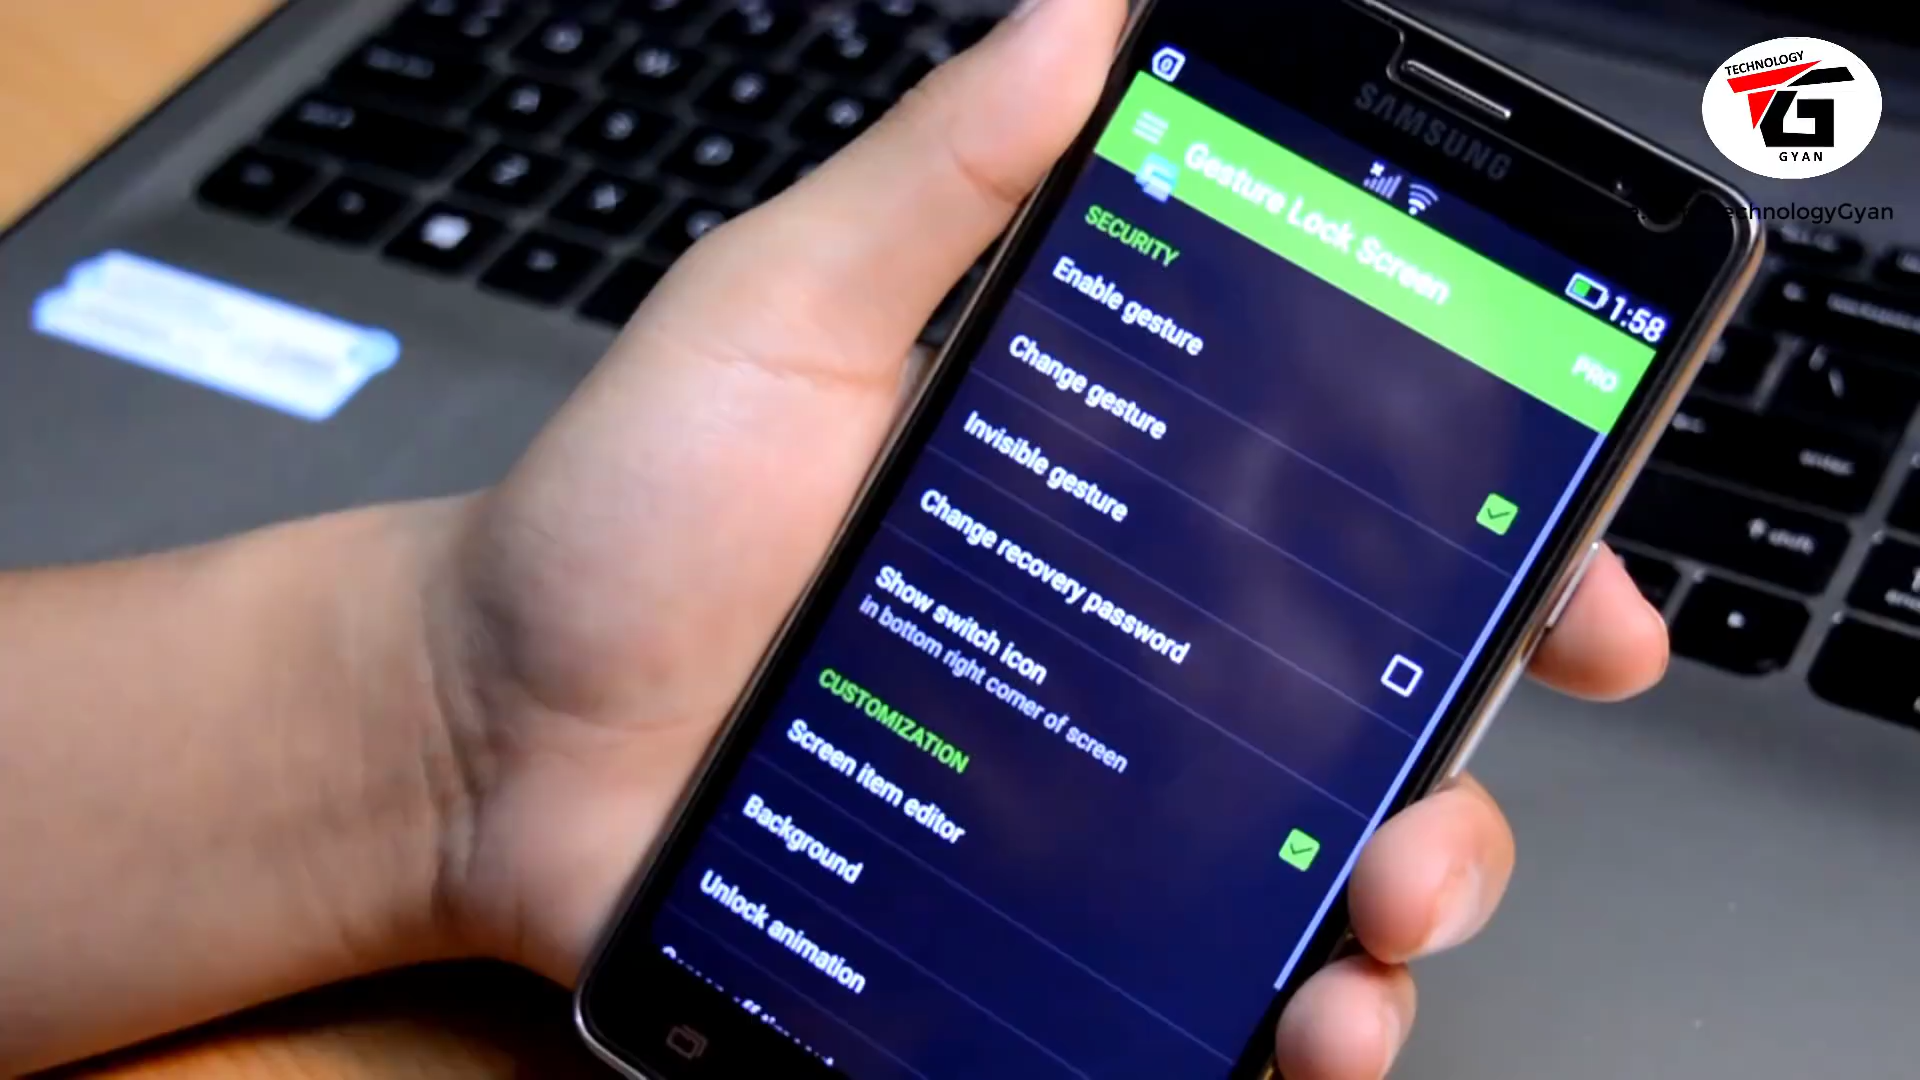 TECHNOLOGY
TG
GYAN
echnologyGyan
SAMSUNG
1:58
Gesture Lock Screen
PRO
SECURITY
Enable gesture
Change gesture
Invisible gesture
Change recovery password
Show switch icon
in bottom right corner of screen
CUSTOMIZATION
Screen item editor
Background
Unlock animation